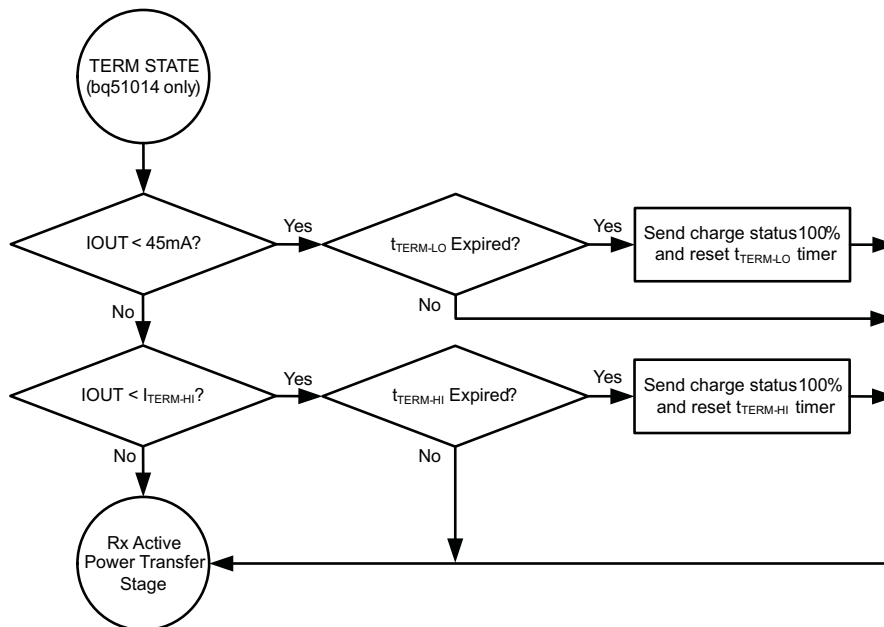 TERM STATE
(bq51014 only)
IOUT < 45mA?
Yes
tTERM-LO Expired?
Yes
Send charge status100%
and reset tTERM-LO timer
No
No
IOUT < ITERM-HI?
Yes
tTERM-HI Expired?
Yes
Send charge status100%
and reset tTERM-HI timer
No
No
Rx Active
Power Transfer
Stage